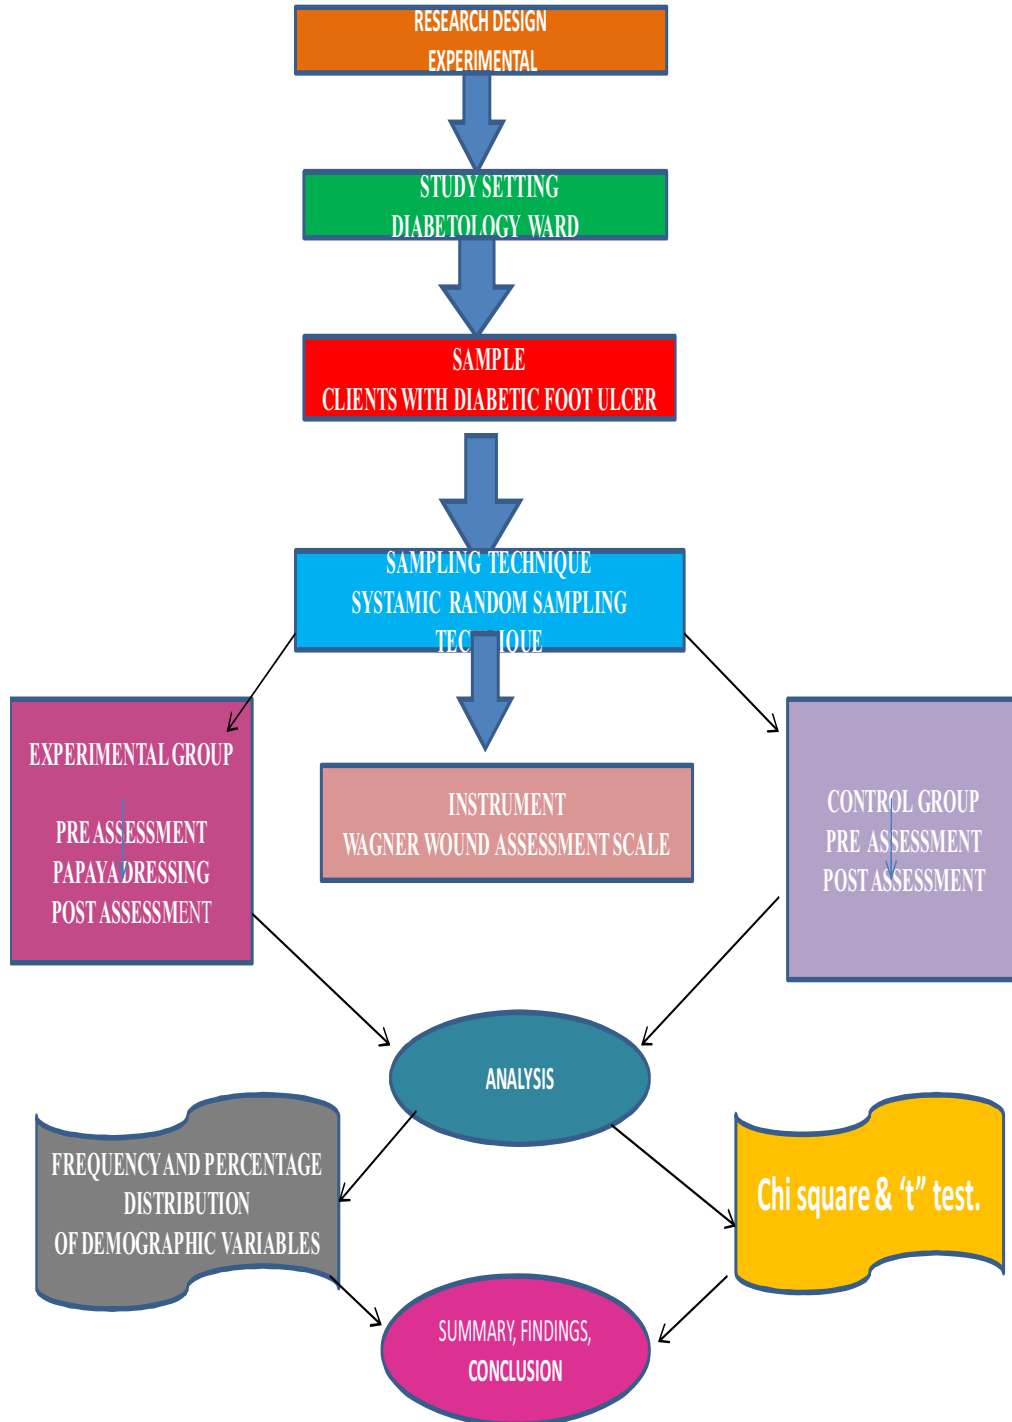 RESEARCH DESIGN
EXPERIMENTAL
STUDY SETTING
DIABETOLOGY WARD
SAMPLE
CLIENTS WITH DIABETIC FOOT ULCER
SAMPLING TECHNIQUE
SYSTAMIC RANDOM SAMPLING
TECHNIQUE
EXPERIMENTAL GROUP
PRE ASSESSMENT
PAPAYA DRESSING
POST ASSESSMENT
INSTRUMENT
WAGNER WOUND ASSESSMENT SCALE
CONTROL GROUP
PRE ASSESSMENT
POST ASSESSMENT
ANALYSIS
FREQUENCY AND PERCENTAGE
DISTRIBUTION
OF DEMOGRAPHIC VARIABLES
Chi square & ‘t” test.
SUMMARY, FINDINGS,
CONCLUSION